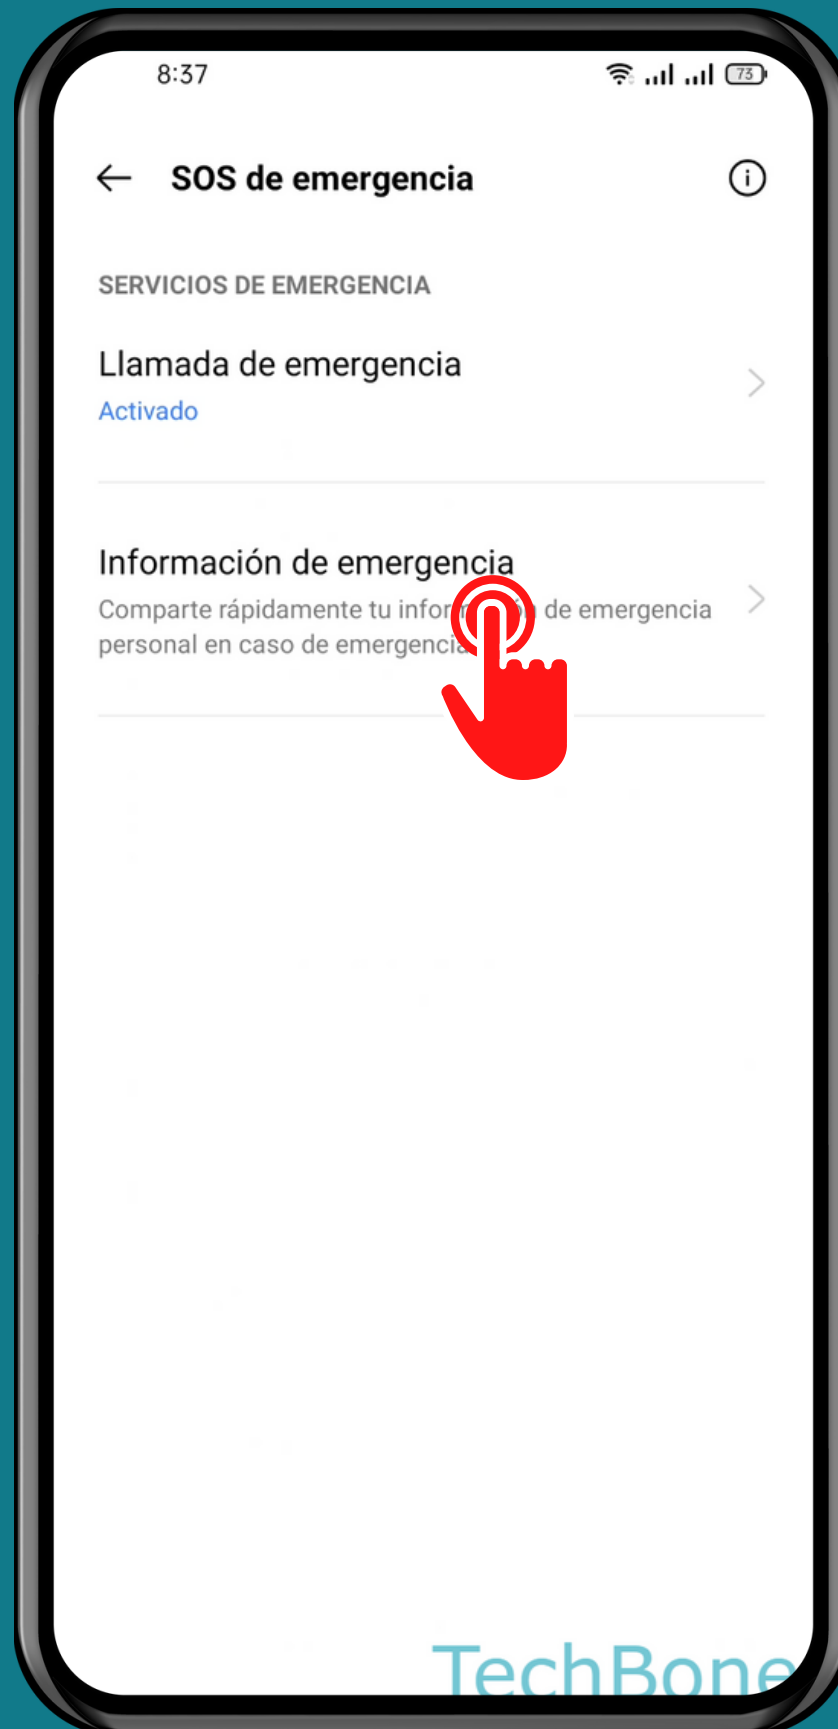 8:37
73
SOS de emergencia
SERVICIOS DE EMERGENCIA
Llamada de emergencia
Activado
Información de emergencia
Comparte rápidamente tu de emergencia
personal en caso de emergencia
TechBone